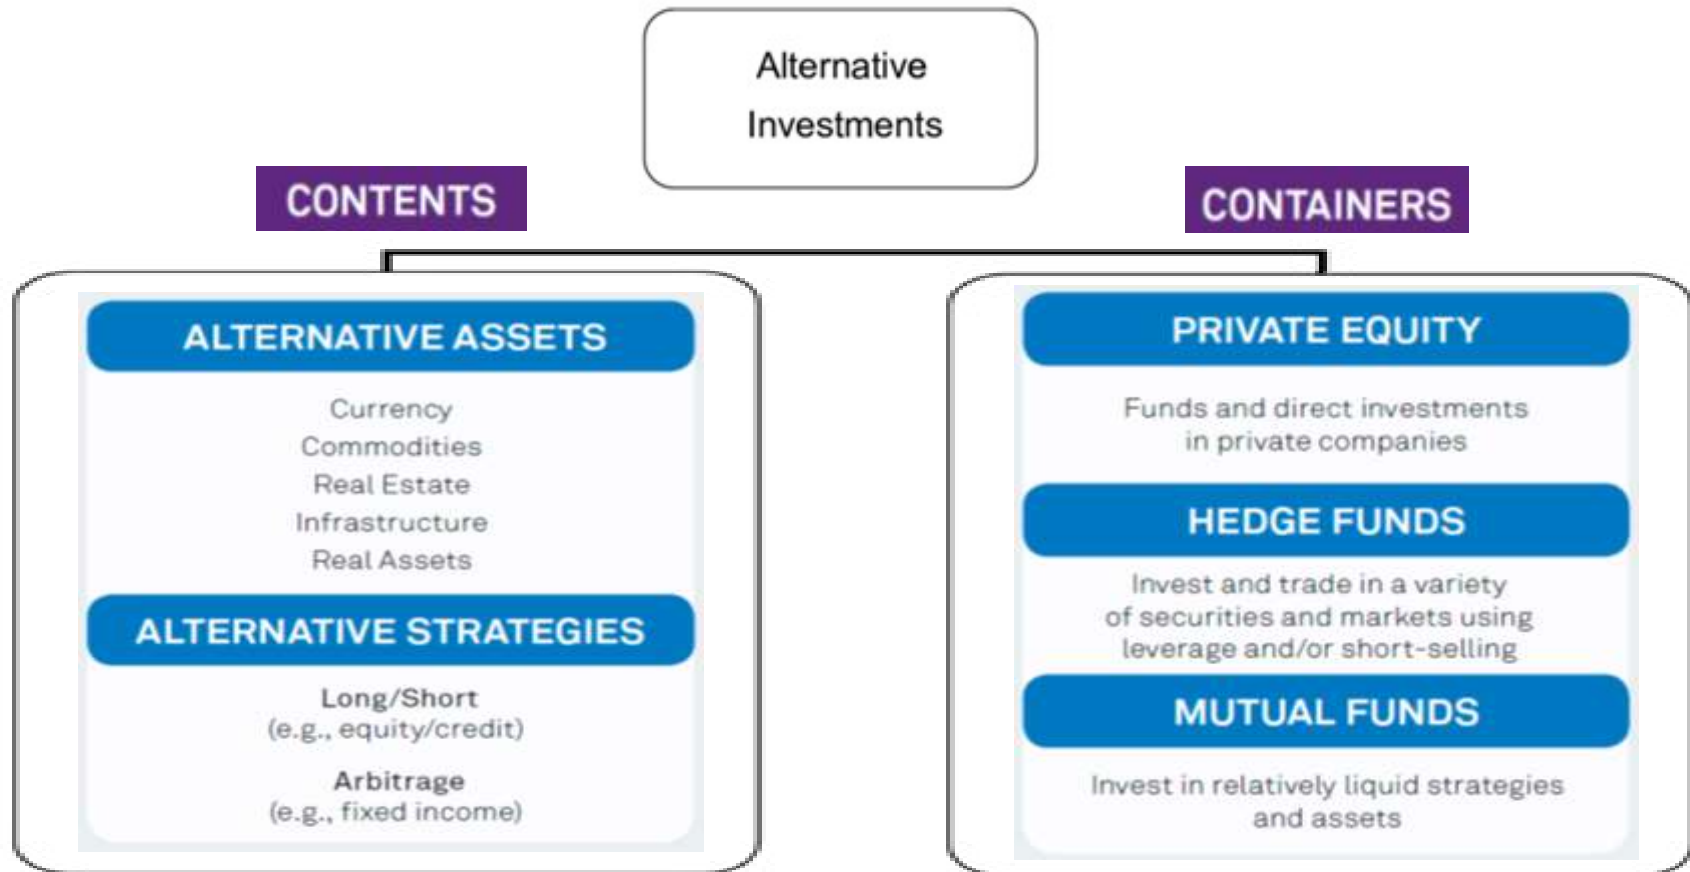 Alternative
Investments
CONTENTS
CONTAINERS
ALTERNATIVE ASSETS
Currency
Commodities
Real Estate
Infrastructure
Real Assets
ALTERNATIVE STRATEGIES
Long/Short
(e.g., equity/credit)
Arbitrage
(e.g., fixed income)
PRIVATE EQUITY
Funds and direct investments
in private companies
HEDGE FUNDS
Invest and trade in a variety
of securities and markets using
leverage and/or short-selling
MUTUAL FUNDS
Invest in relatively liquid strategies
and assets